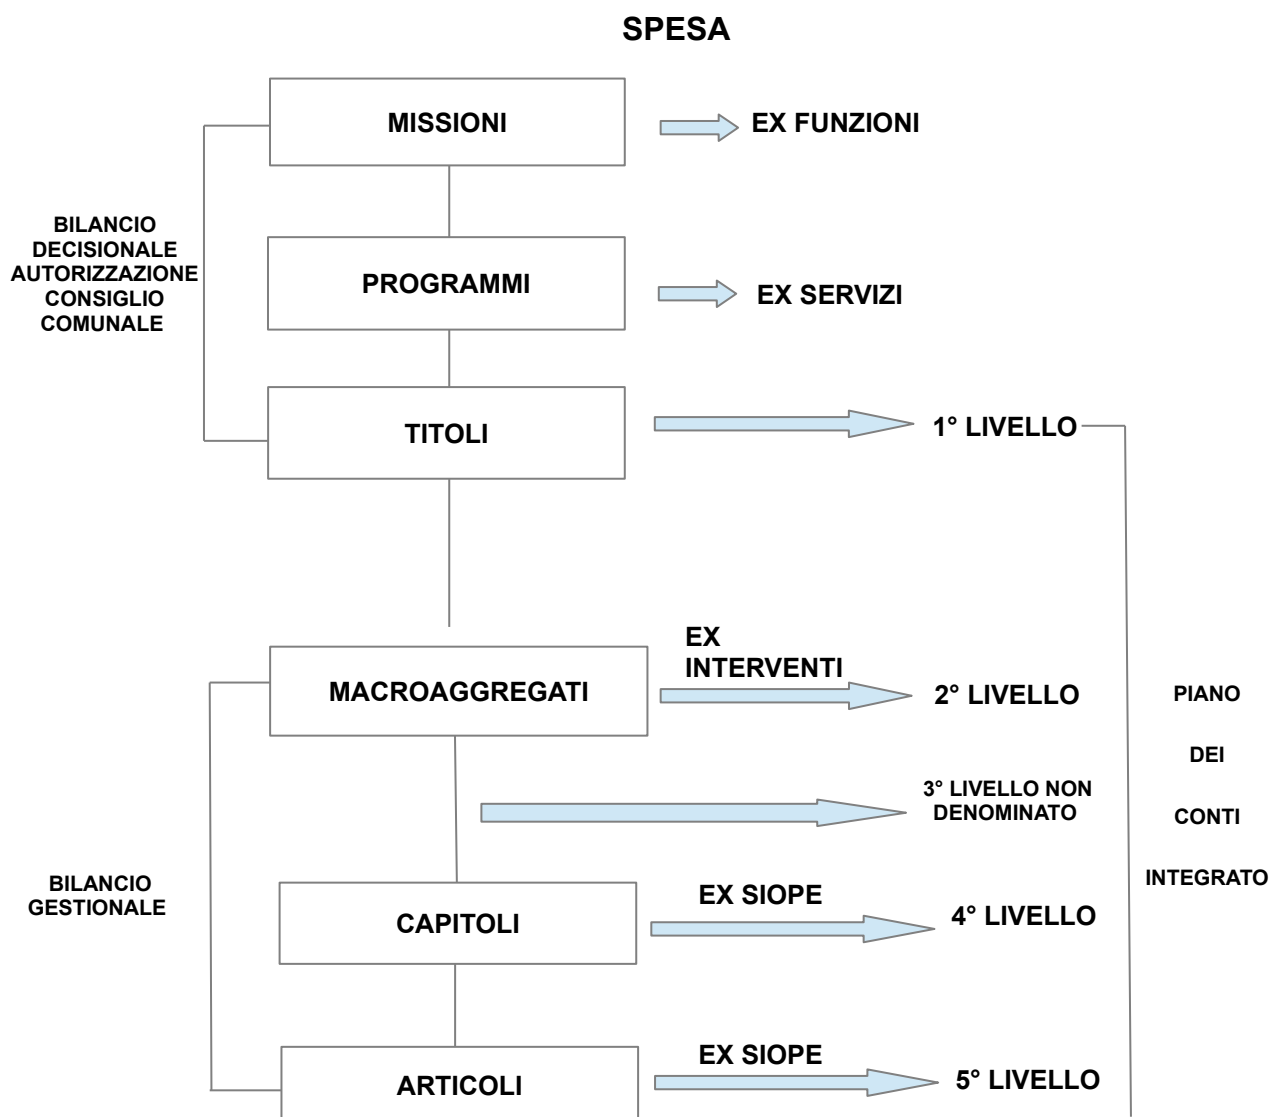 SPESA
MISSIONI
EX FUNZIONI
BILANCIO
DECISIONALE
AUTORIZZAZIONE
CONSIGLIO
COMUNALE
PROGRAMMI
EX SERVIZI
TITOLI
1° LIVELLO
EX
INTERVENTI
MACROAGGREGATI
2° LIVELLO
PIANO
DEI
CONTI
INTEGRATO
3° LIVELLO NON
DENOMINATO
BILANCIO
GESTIONALE
CAPITOLI
EX SIOPE
4° LIVELLO
ARTICOLI
EX SIOPE
5° LIVELLO